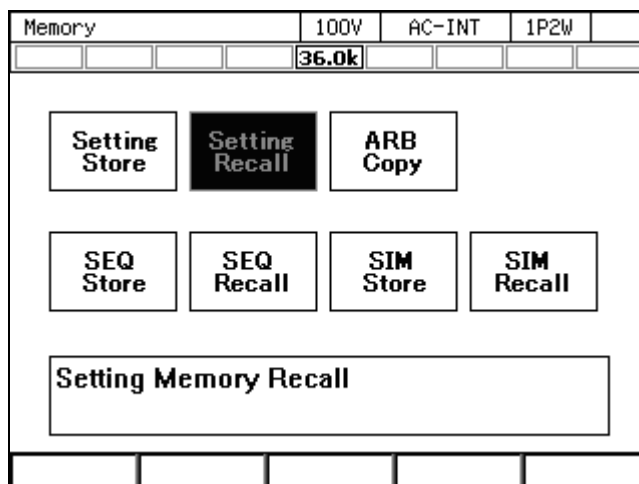 Memory 100V AC-INT 1P2W
36.0k
Setting Store
Setting Recall
ARB Copy
SEQ Store
SEQ Recall
SIM Store
SIM Recall
Setting Memory Recall